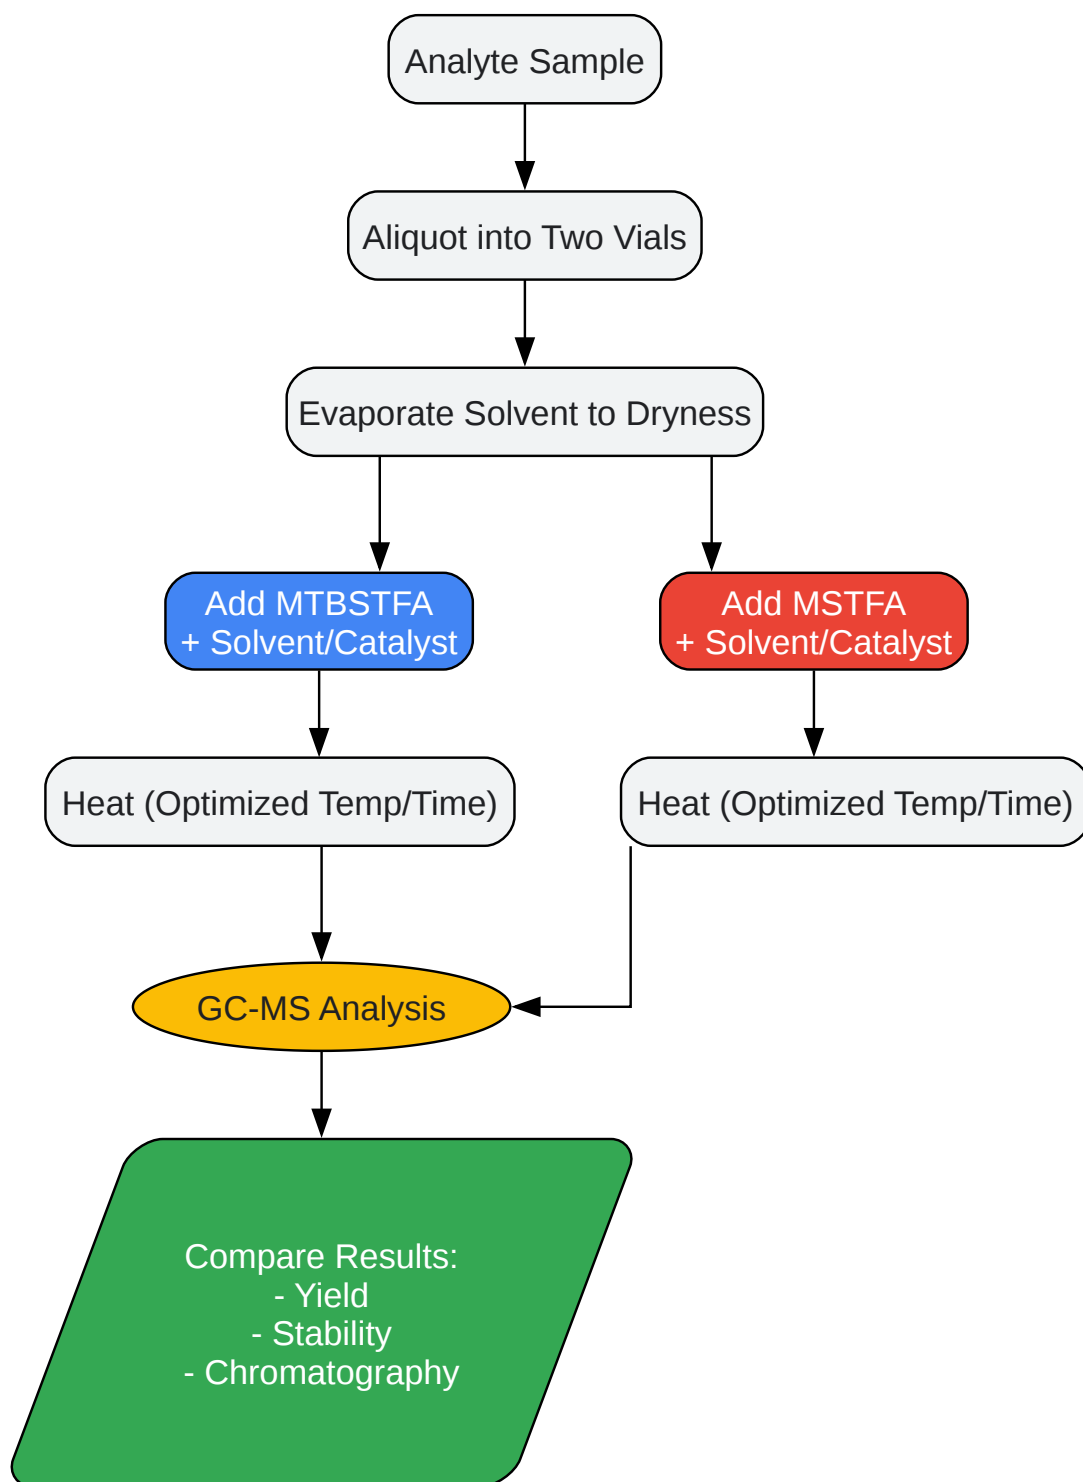 Analyte Sample
Aliquot into Two Vials
Evaporate Solvent to Dryness
Add MTBSTFA
+ Solvent/Catalyst
Add MSTFA
+ Solvent/Catalyst
Heat (Optimized Temp/Time)
Heat (Optimized Temp/Time)
GC-MS Analysis
Compare Results:
- Yield
- Stability
- Chromatography